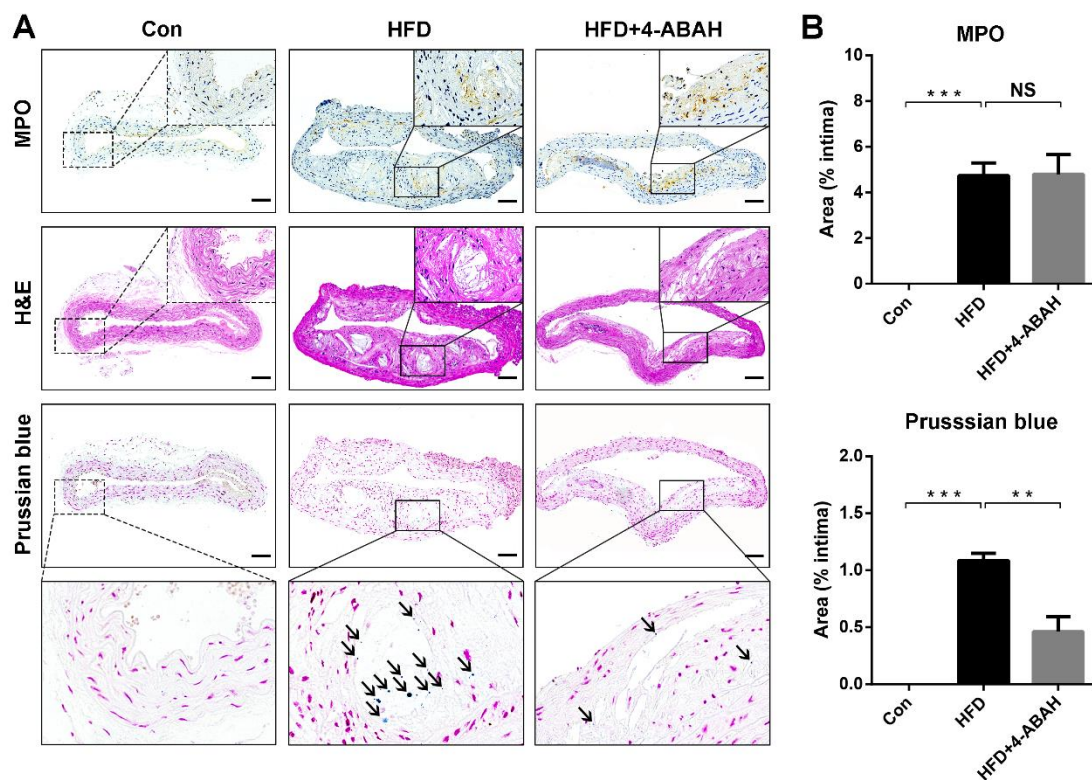 A
Con
HFD
HFD+4-ABAH
MPO
H&E
Prussian blue
B
MPO
Area (% intima)
10
8
6
4
2
0
***
NS
Con
HFD
HFD+4-ABAH
Prusssian blue
Area (% intima)
2.0
1.5
1.0
0.5
0.0
***
**
Con
HFD
HFD+4-ABAH